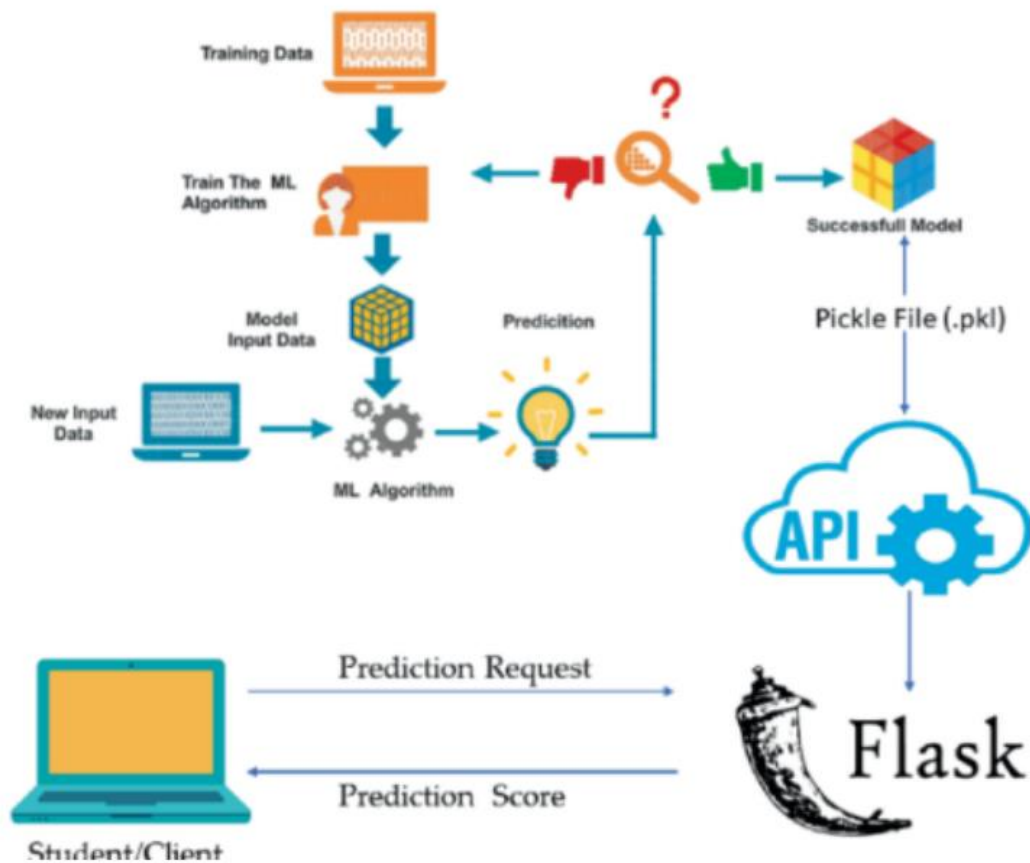 Training Data
Train The ML
Algorithm
?
Successfull Model
Model
Input Data
Predicition
Pickle File (.pkl)
New Input
Data
ML Algorithm
API
Prediction Request
Flask
Prediction Score
Student/Client